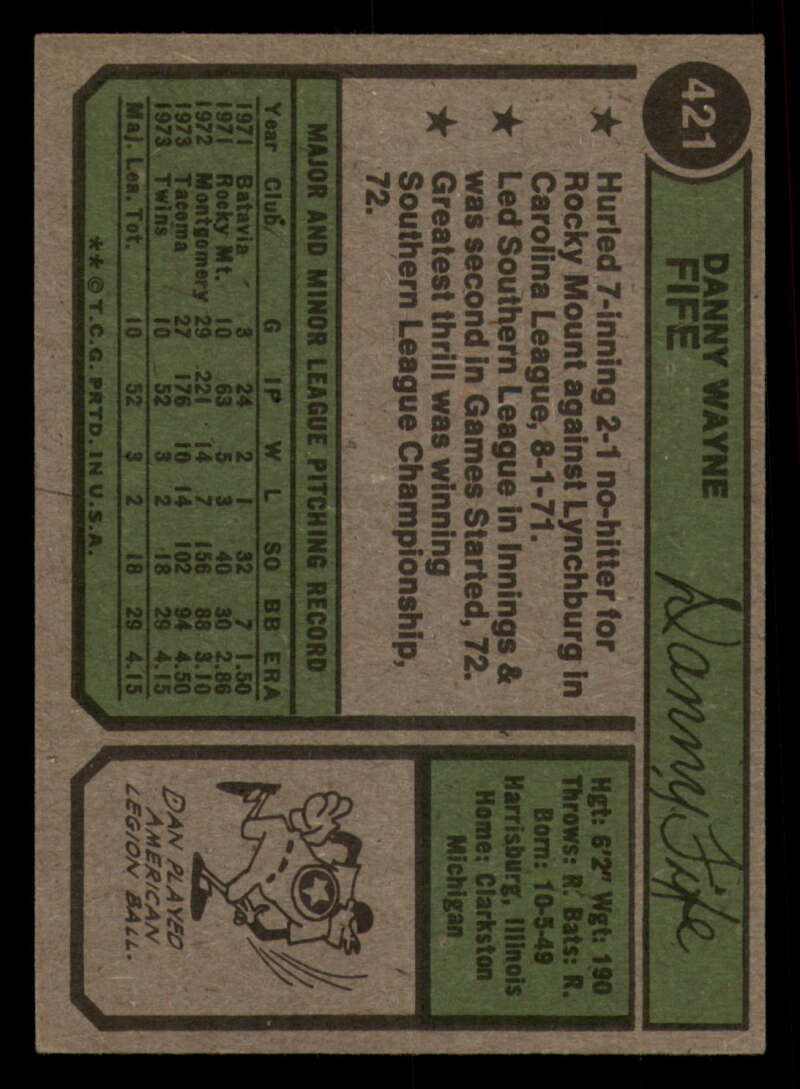 421
DANNY WAYNE
FIFE
Danny Fife
★ Hurled 7-inning 2-1 no-hitter for
Rocky Mount against Lynchburg in
Carolina League, 8-1-71.
★ Led Southern League in Innings &
was second in Games Started, 72.
★ Greatest thrill was winning
Southern League Championship,
72.
MAJOR AND MINOR LEAGUE PITCHING RECORD
Year Club G IP W L SO BB ERA
1971 Batavia 3 24 2 1 32 7 1.50
1971 Rocky Mt. 10 63 5 3 40 30 2.86
1972 Montgomery 29 221 14 7 156 88 3.10
1973 Tacoma 27 176 10 14 102 94 4.50
1973 Twins 10 52 3 2 18 29 4.15
Maj. Lea. Tot. 10 52 3 2 18 29 4.15
**©T.C.G. PRTD. IN U.S.A.
Hgt: 6'2" Wgt: 190
Throws: R. Bats: R.
Born: 10-5-49
Harrisburg, Illinois
Home: Clarkston
Michigan
DAN PLAYED
AMERICAN
LEGION BALL.